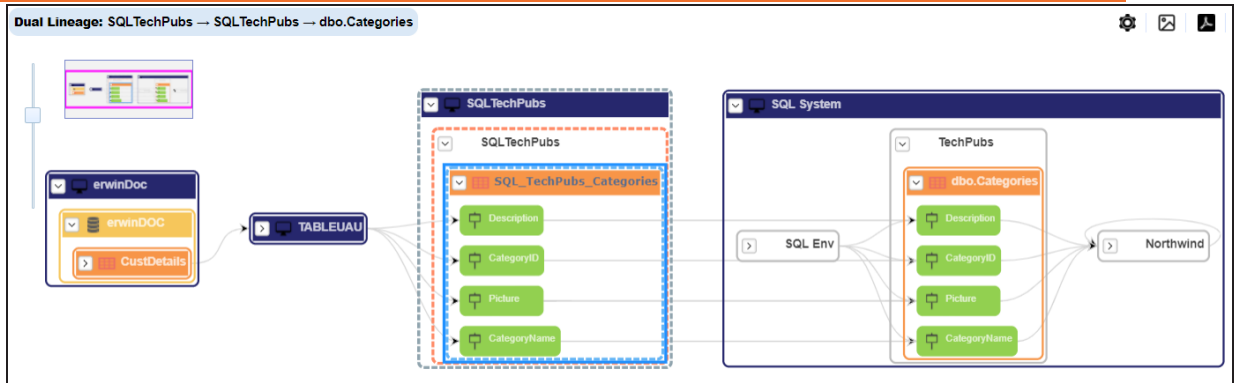 Dual Lineage: SQLTechPubs → SQLTechPubs → dbo.Categories
erwinDoc
erwinDOC
CustDetails
TABLEUAU
SQLTechPubs
SQLTechPubs
SQL_TechPubs_Categories
Description
CategoryID
Picture
CategoryName
SQL System
SQL Env
TechPubs
dbo.Categories
Description
CategoryID
Picture
CategoryName
Northwind